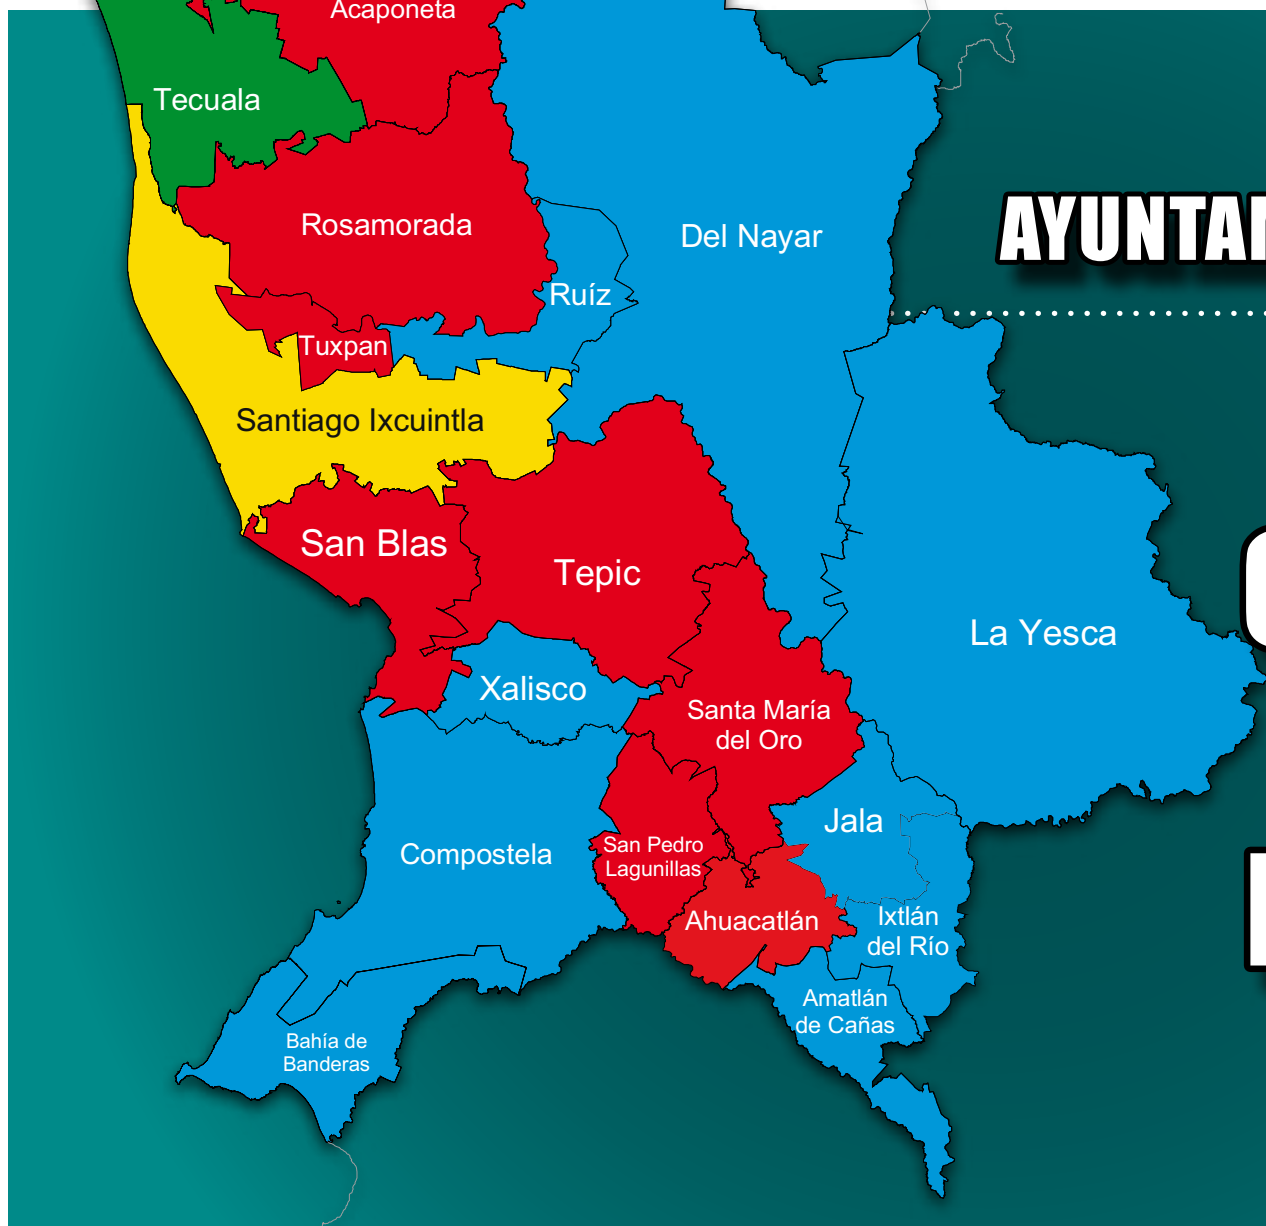 Acaponeta
Tecuala
Rosamorada
Del Nayar
AYUNTA
Ruíz
Tuxpan
Santiago Ixcuintla
San Blas
Tepic
La Yesca
Xalisco
Santa María
del Oro
Jala
Compostela
San Pedro
Lagunillas
Ahuacatlán
Ixtlán
del Río
Amatlán
de Cañas
Bahía de
Banderas